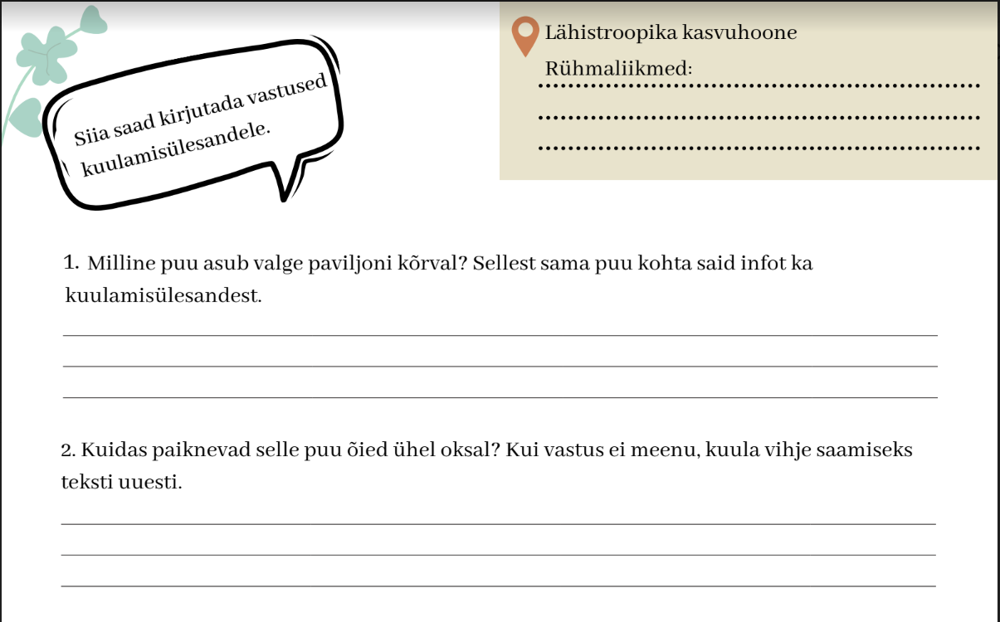 Siia saad kirjutada vastused
kuulamisülesandele.
Lähistroopika kasvuhoone
Rühmaliikmed:
1. Milline puu asub valge paviljoni kõrval? Sellest sama puu kohta said infot ka
kuulamisülesandest.
2. Kuidas paiknevad selle puu õied ühel oksal? Kui vastus ei meenu, kuula vihje saamiseks
teksti uuesti.